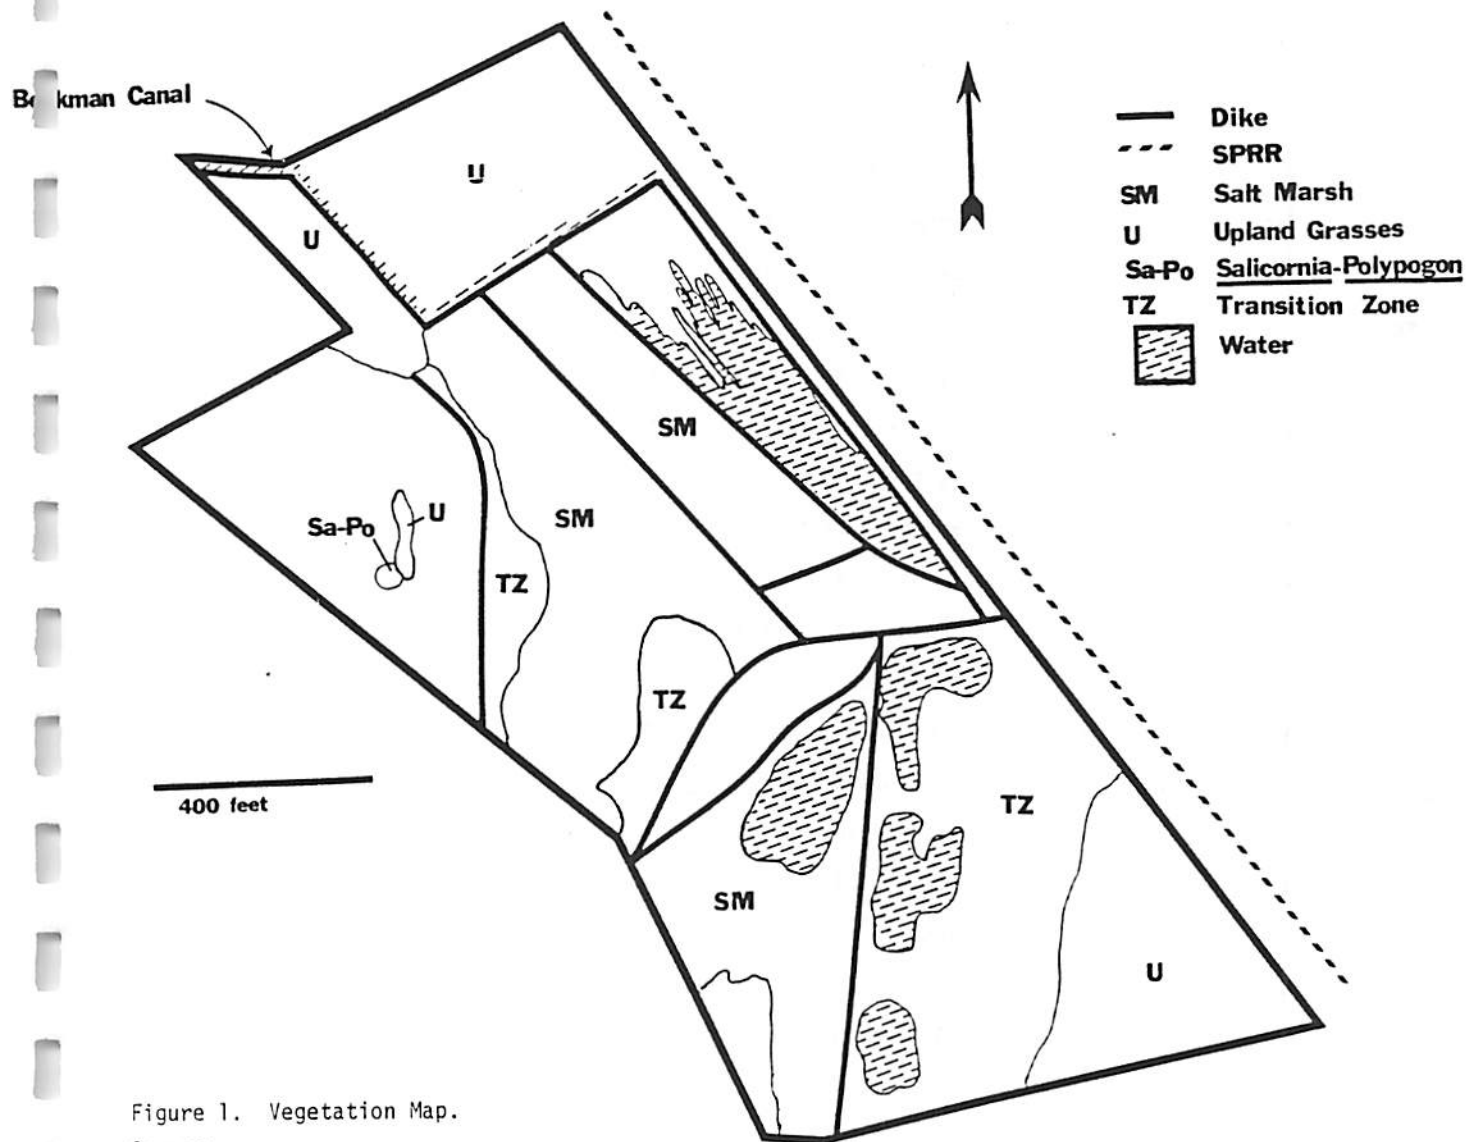 Canal
Dike
SPRR
SM Salt Marsh
U Upland Grasses
Sa-Po Salicornia-Polypogon
TZ Transition Zone
Water
U
U
SM
SM
Sa-Po
U
TZ
TZ
TZ
SM
U
400 feet
Figure 1. Vegetation Map.